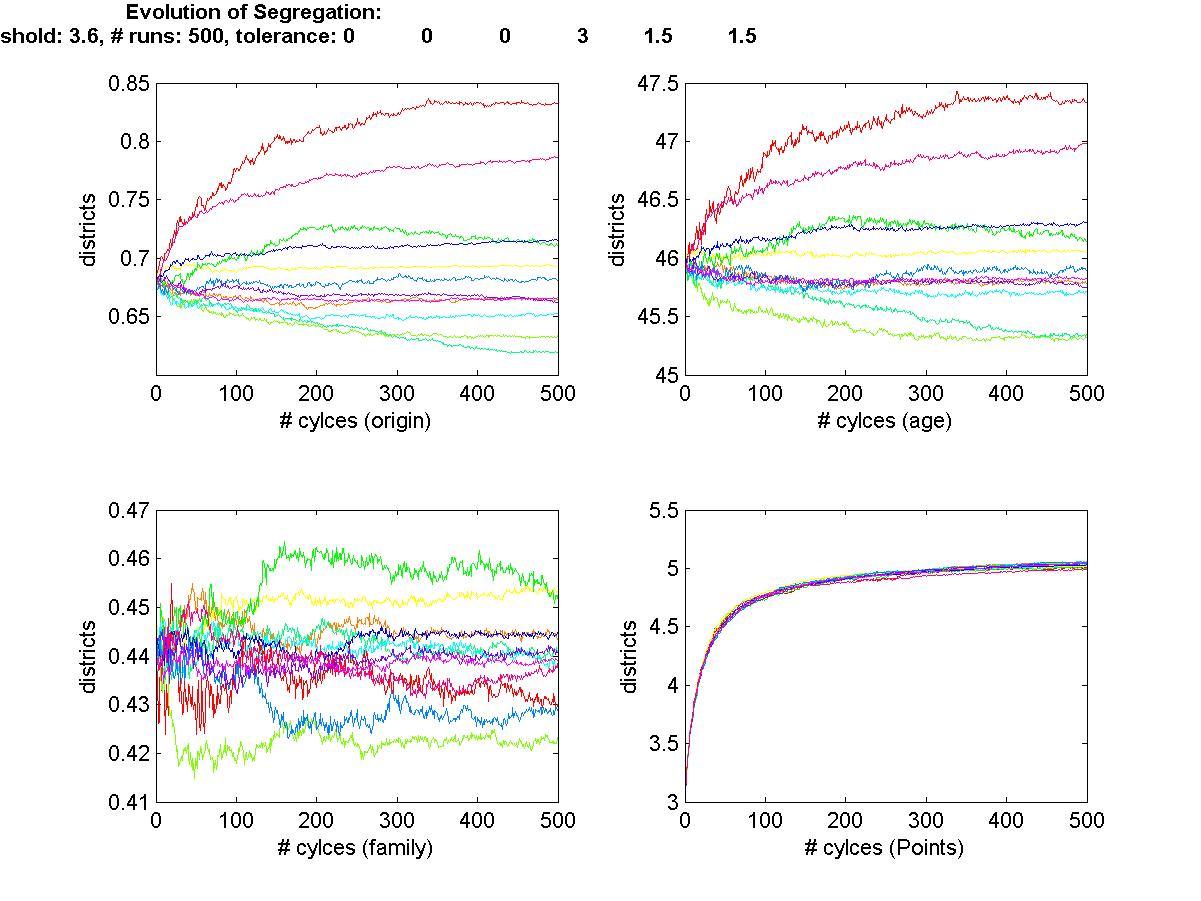 Evolution of Segregation:
shold: 3.6, # runs: 500, tolerance: 0 0 0 3 1.5 1.5
0.85
0.8
0.75
0.7
0.65
districts
0 100 200 300 400 500
# cylces (origin)
47.5
47
46.5
46
45.5
45
districts
0 100 200 300 400 500
# cylces (age)
0.47
0.46
0.45
0.44
0.43
0.42
0.41
districts
0 100 200 300 400 500
# cylces (family)
5.5
5
4.5
4
3.5
3
districts
0 100 200 300 400 500
# cylces (Points)